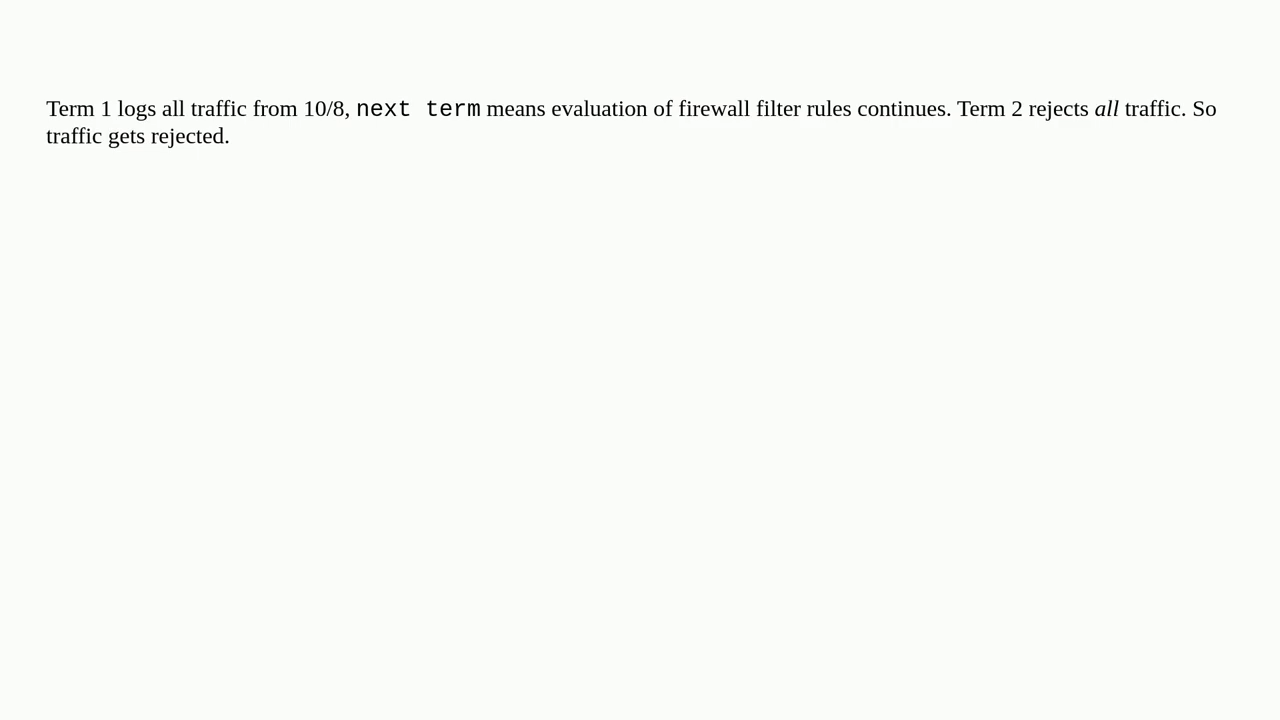 Term 1 logs all traffic from 10/8, next term means evaluation of firewall filter rules continues. Term 2 rejects all traffic. So
traffic gets rejected.